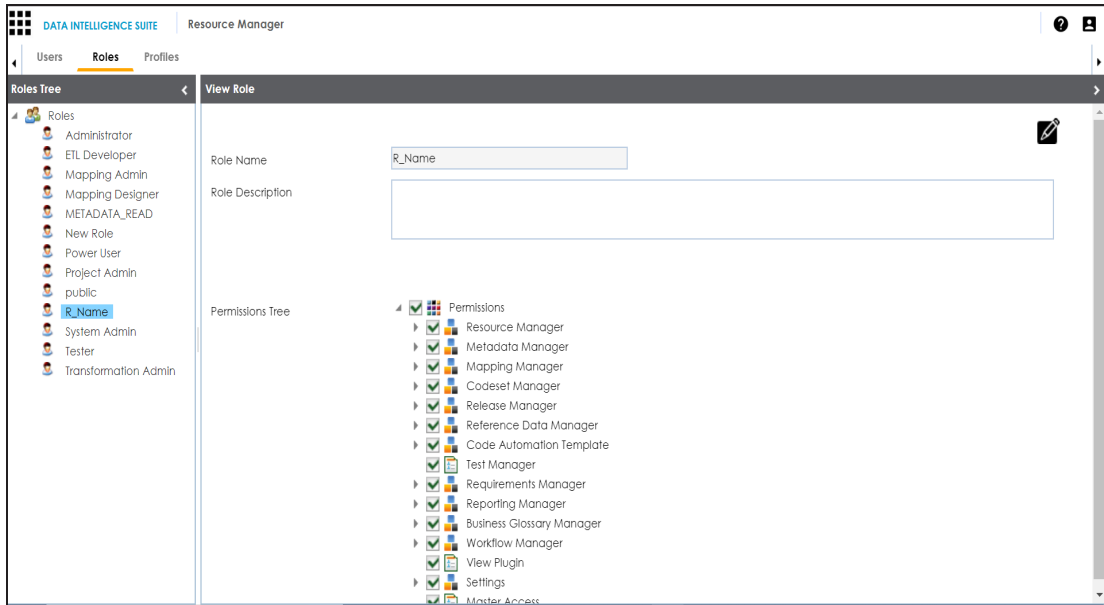 DATA INTELLIGENCE SUITE Resource Manager
Users Roles Profiles
Roles Tree
Roles
Administrator
ETL Developer
Mapping Admin
Mapping Designer
METADATA_READ
New Role
Power User
Project Admin
public
R_Name
System Admin
Tester
Transformation Admin
View Role
Role Name R_Name
Role Description
Permissions Tree
Permissions
Resource Manager
Metadata Manager
Mapping Manager
Codeset Manager
Release Manager
Reference Data Manager
Code Automation Template
Test Manager
Requirements Manager
Reporting Manager
Business Glossary Manager
Workflow Manager
View Plugin
Settings
Master Access